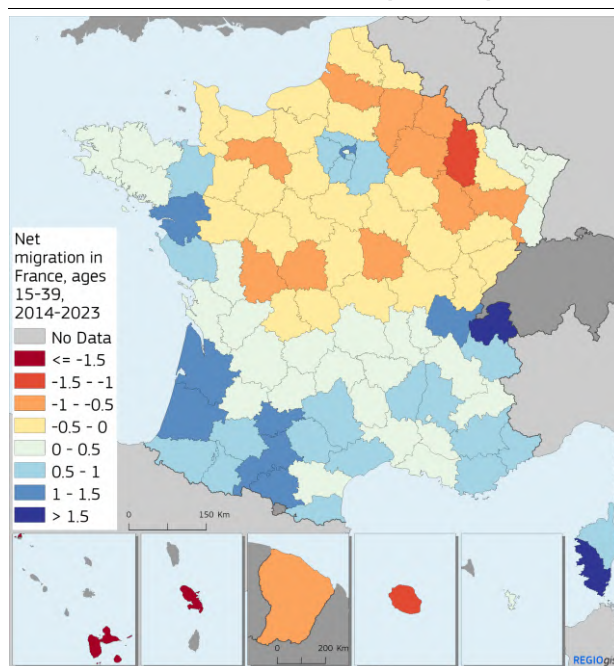 Net
migration in
France, ages
15-39,
2014-2023
No Data
<= -1.5
-1.5 - -1
-1 - -0.5
-0.5 - 0
0 - 0.5
0.5 - 1
1 - 1.5
> 1.5
0 150 Km
0 200 Km